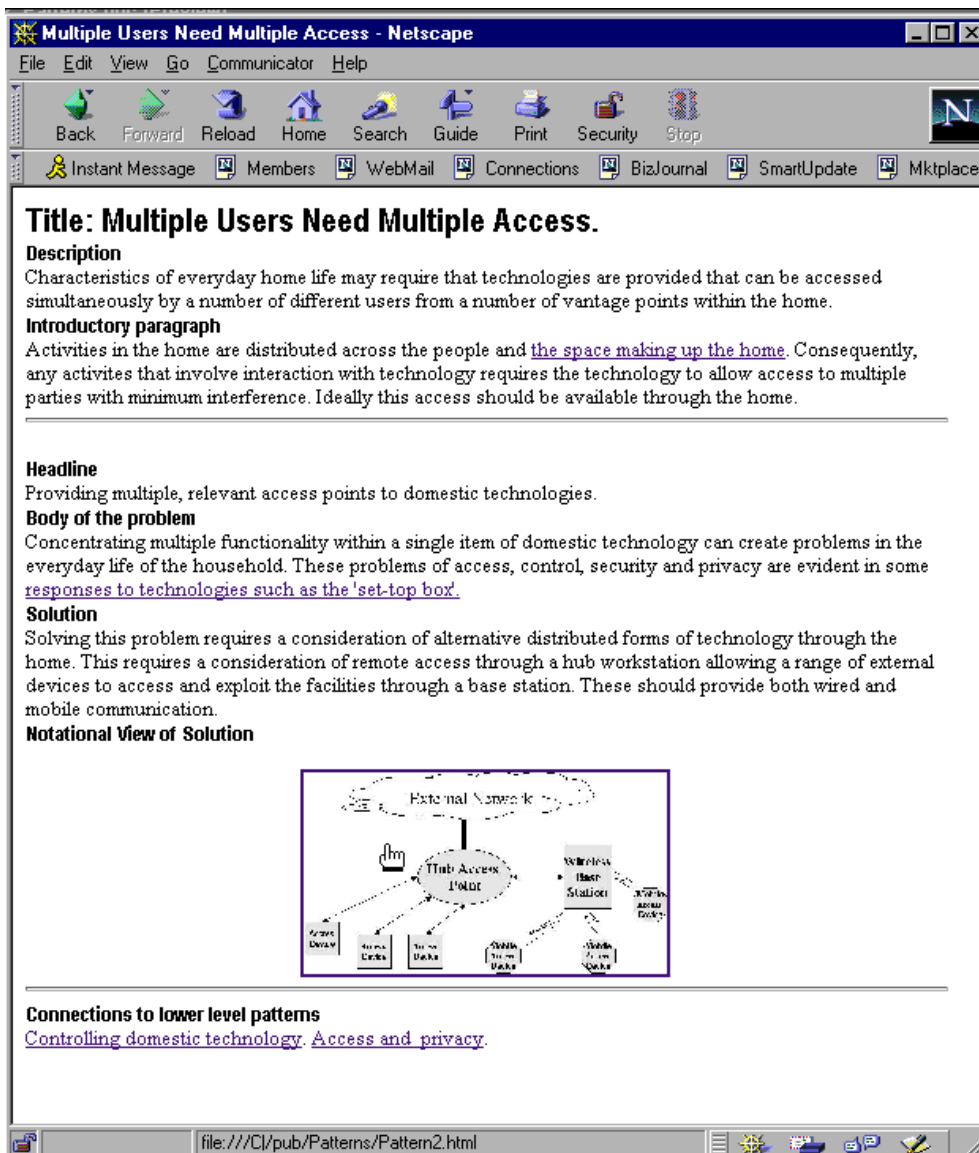 Multiple Users Need Multiple Access - Netscape
File Edit View Go Communicator Help
Back Forward Reload Home Search Guide Print Security Stop
N
Instant Message Members WebMail Connections BizJournal SmartUpdate Mktplace
Title: Multiple Users Need Multiple Access.
Description
Characteristics of everyday home life may require that technologies are provided that can be accessed
simultaneously by a number of different users from a number of vantage points within the home.
Introductory paragraph
Activities in the home are distributed across the people and the space making up the home. Consequently,
any activites that involve interaction with technology requires the technology to allow access to multiple
parties with minimum interference. Ideally this access should be available through the home.
Headline
Providing multiple, relevant access points to domestic technologies.
Body of the problem
Concentrating multiple functionality within a single item of domestic technology can create problems in the
everyday life of the household. These problems of access, control, security and privacy are evident in some
responses to technologies such as the 'set-top box'.
Solution
Solving this problem requires a consideration of alternative distributed forms of technology through the
home. This requires a consideration of remote access through a hub workstation allowing a range of external
devices to access and exploit the facilities through a base station. These should provide both wired and
mobile communication.
Notational View of Solution
External Network
Hub Access
Point
Wireless
Base
Station
Access
Device
Device
Device
Mobile
Access
Device
Mobile
Device
Mobile
Device
Connections to lower level patterns
Controlling domestic technology. Access and privacy.
file:///C|/pub/Patterns/Pattern2.html